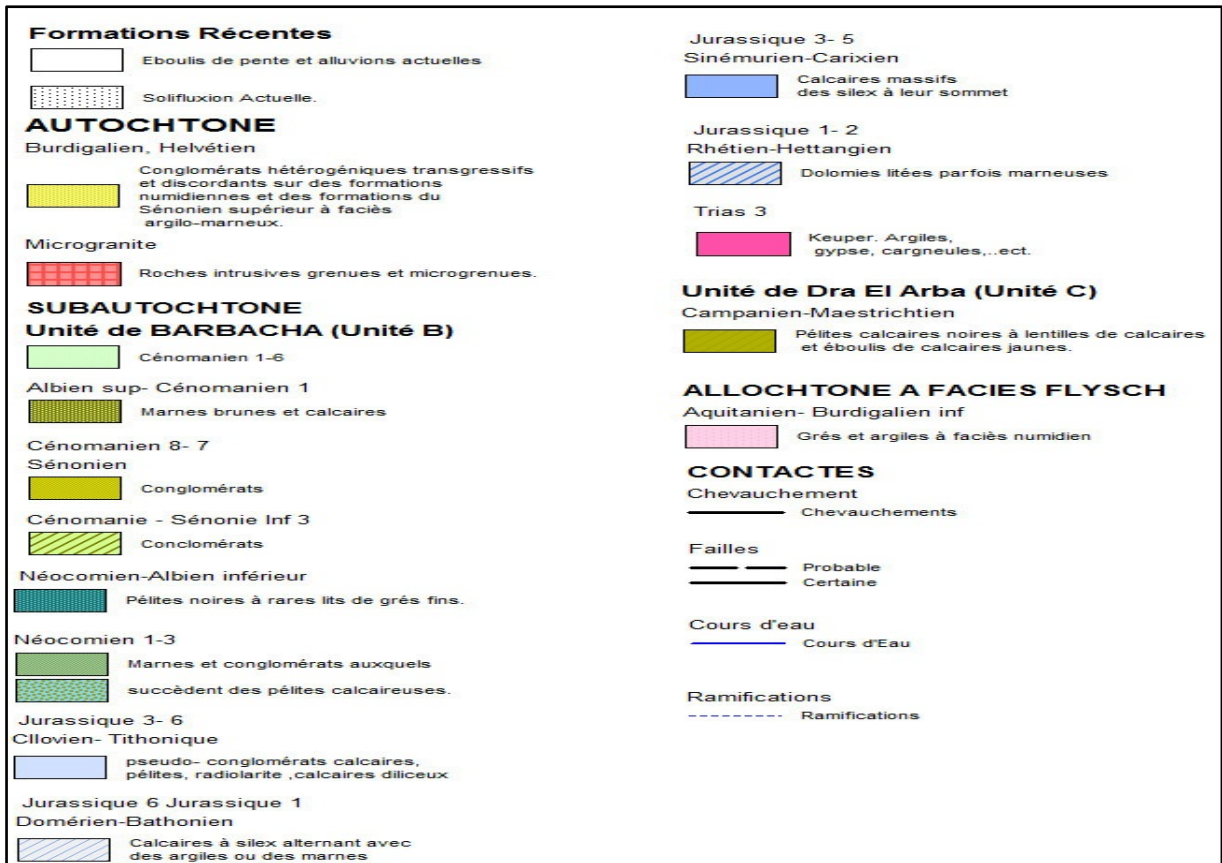 Formations Récentes
Eboulis de pente et alluvions actuelles
Solifluxion Actuelle.
AUTOCHTONE
Burdigalien, Helvétien
Conglomérats hétérogéniques transgressifs
et discordants sur des formations
numidiennes et des formations du
Sénonien supérieur à faciès
argilo-marneux.
Microgranite
Roches intrusives grenues et microgrenues.
SUBAUTOCHTONE
Unité de BARBACHA (Unité B)
Cénomanien 1-6
Albien sup- Cénomanien 1
Marnes brunes et calcaires
Cénomanien 8- 7
Sénonien
Conglomérats
Cénomanie - Sénonie Inf 3
Conclomérats
Néocomien-Albien inférieur
Pélites noires à rares lits de grés fins.
Néocomien 1-3
Marnes et conglomérats auxquels
succèdent des pélites calcaireuses.
Jurassique 3- 6
Cllovien- Tithonique
pseudo- conglomérats calcaires,
pélites, radiolarite ,calcaires diliceux
Jurassique 6 Jurassique 1
Domérien-Bathonien
Calcaires à silex alternant avec
des argiles ou des marnes
Jurassique 3- 5
Sinémurien-Carixien
Calcaires massifs
des silex à leur sommet
Jurassique 1- 2
Rhétien-Hettangien
Dolomies litées parfois marneuses
Trias 3
Keuper. Argiles,
gypse, cargneules,..ect.
Unité de Dra El Arba (Unité C)
Campanien-Maestrichtien
Pélites calcaires noires à lentilles de calcaires
et éboulis de calcaires jaunes.
ALLOCHTONE A FACIES FLYSCH
Aquitanien- Burdigalien inf
Grés et argiles à faciès numidien
CONTACTES
Chevauchement
Chevauchements
Failles
Probable
Certaine
Cours d'eau
Cours d'Eau
Ramifications
Ramifications